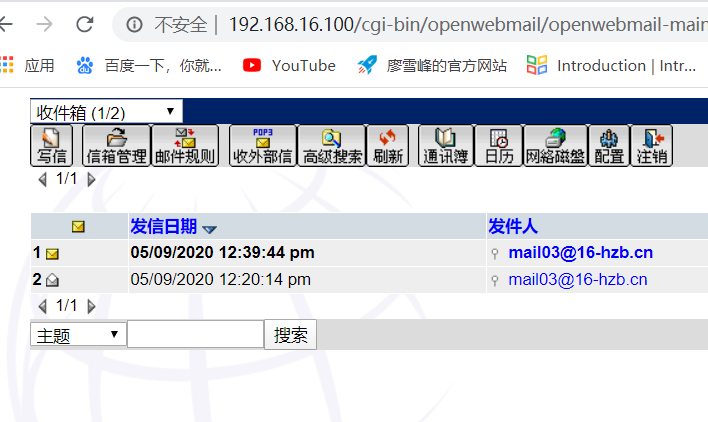 不安全 | 192.168.16.100/cgi-bin/openwebmail/openwebmail-main
应用 百度一下，你就... YouTube 廖雪峰的官方网站 Introduction | Intr...
收件箱 (1/2)
POP3
写信 信箱管理 邮件规则 收外部信 高级搜索 刷新 通讯簿 日历 网络磁盤 配置 注销
1/1
发信日期 发件人
1 05/09/2020 12:39:44 pm mail03@16-hzb.cn
2 05/09/2020 12:20:14 pm mail03@16-hzb.cn
1/1
主题 搜索